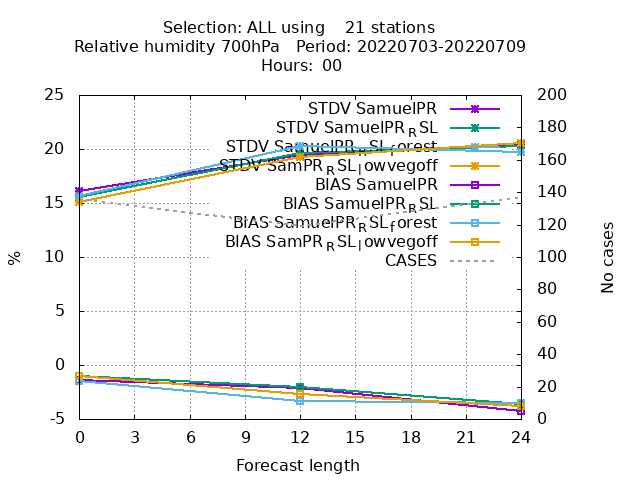 Selection: ALL using    21 stations
Relative humidity 700hPa   Period: 20220703-20220709
Hours: 00
STDV SamuelPR
STDV SamuelPR_RSL
STDV SamuelPR_RSL_forest
STDV SamPR_RSL_lowvegoff
BIAS SamuelPR
BIAS SamuelPR_RSL
BIAS SamuelPR_RSL_forest
BIAS SamPR_RSL_lowvegoff
CASES
%
25
20
15
10
5
0
-5
No cases
200
180
160
140
120
100
80
60
40
20
0
0 3 6 9 12 15 18 21 24
Forecast length